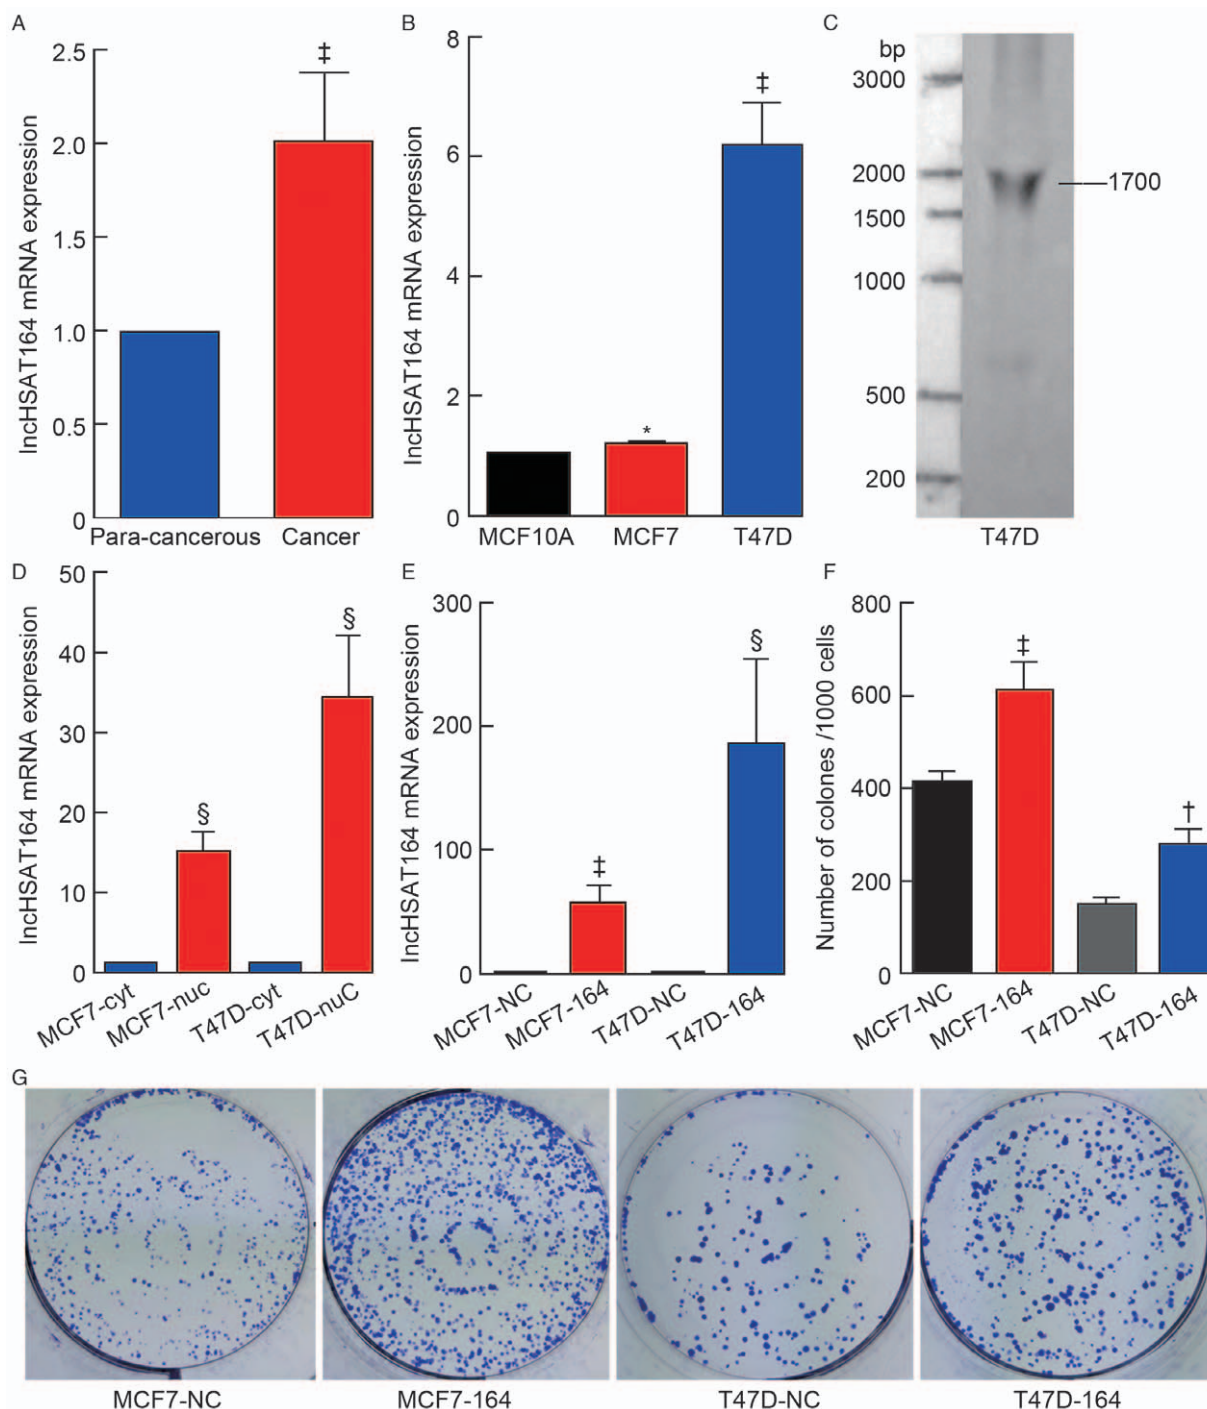 A
lncHSAT164 mRNA expression
2.5
2.0
1.5
1.0
0.5
0
‡
Para-cancerous
Cancer
B
lncHSAT164 mRNA expression
8
6
4
2
0
*
‡
MCF10A
MCF7
T47D
C
bp
3000
2000
1500
1000
500
200
1700
T47D
D
lncHSAT164 mRNA expression
50
40
30
20
10
0
§
§
MCF7-cyt
MCF7-nuc
T47D-cyt
T47D-nuC
E
lncHSAT164 mRNA expression
300
200
100
0
‡
§
MCF7-NC
MCF7-164
T47D-NC
T47D-164
F
Number of colones /1000 cells
800
600
400
200
0
‡
†
MCF7-NC
MCF7-164
T47D-NC
T47D-164
G
MCF7-NC
MCF7-164
T47D-NC
T47D-164